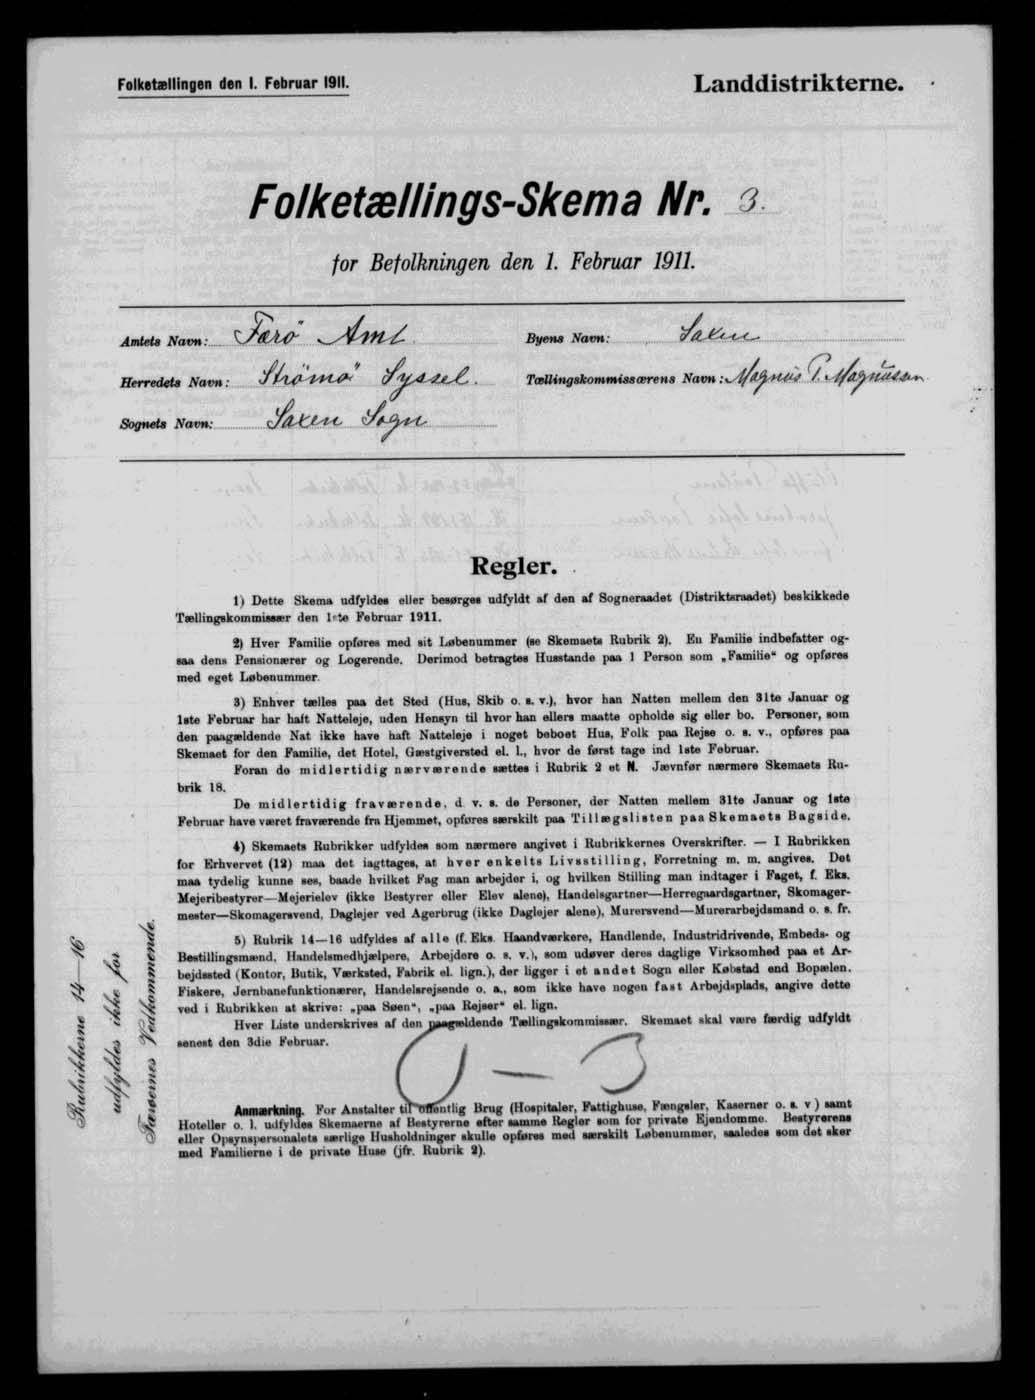 Folketællingen den 1. Februar 1911.
Landdistrikterne.
Folketællings-Skema Nr. 3.
for Befolkningen den 1. Februar 1911.
Amtets Navn: Færö Amt
Byens Navn: Saxen
Herredets Navn: Strömö Syssel.
Tællingskommissærens Navn: Magnus P. Magnussen
Sognets Navn: Saxen Sogn
Regler.
1) Dette Skema udfyldes eller besørges udfyldt af den af Sogneraadet (Distriktsraadet) beskikkede
Tællingskommissær den 1ste Februar 1911.
2) Hver Familie opføres med sit Løbenummer (se Skemaets Rubrik 2). En Familie indbefatter og-
saa dens Pensionærer og Logerende. Derimod betragtes Husstande paa 1 Person som „Familie“ og opføres
med eget Løbenummer.
3) Enhver tælles paa det Sted (Hus, Skib o. s. v.), hvor han Natten mellem den 31te Januar og
1ste Februar har haft Natteleje, uden Hensyn til hvor han ellers maatte opholde sig eller bo. Personer, som
den paagældende Nat ikke have haft Natteleje i noget beboet Hus, Folk paa Rejse o. s. v., opføres paa
Skemaet for den Familie, det Hotel, Gæstgiversted el. l., hvor de først tage ind 1ste Februar.
Foran de midlertidig nærværende sættes i Rubrik 2 et N. Jævnfør nærmere Skemaets Ru-
brik 18.
De midlertidig fraværende, d. v. s. de Personer, der Natten mellem 31te Januar og 1ste
Februar have været fraværende fra Hjemmet, opføres særskilt paa Tillægslisten paa Skemaets Bagside.
4) Skemaets Rubrikker udfyldes som nærmere angivet i Rubrikkernes Overskrifter. — I Rubrikken
for Erhvervet (12) maa det iagttages, at hver enkelts Livsstilling, Forretning m. m. angives. Det
maa tydelig kunne ses, baade hvilket Fag man arbejder i, og hvilken Stilling man indtager i Faget, f. Eks.
Mejeribestyrer—Mejerielev (ikke Bestyrer eller Elev alene), Handelsgartner—Herregaardsgartner, Skomager-
mester—Skomagersvend, Daglejer ved Agerbrug (ikke Daglejer alene), Murersvend—Murerarbejdsmand o. s. fr.
5) Rubrik 14—16 udfyldes af alle (f. Eks. Haandværkere, Handlende, Industridrivende, Embeds- og
Bestillingsmænd, Handelsmedhjælpere, Arbejdere o. s. v.), som udøver deres daglige Virksomhed paa et Ar-
bejdssted (Kontor, Butik, Værksted, Fabrik el. lign.), der ligger i et andet Sogn eller Købstad end Bopælen.
Fiskere, Jernbanefunktionærer, Handelsrejsende o. a., som ikke have nogen fast Arbejdsplads, angive dette
ved i Rubrikken at skrive: „paa Søen“, „paa Rejser“ el. lign.
Hver Liste underskrives af den paagældende Tællingskommissær. Skemaet skal være færdig udfyldt
senest den 3die Februar.
Anmærkning. For Anstalter til offentlig Brug (Hospitaler, Fattighuse, Fængsler, Kaserner o. s. v) samt
Hoteller o. l. udfyldes Skemaerne af Bestyrerne efter samme Regler som for private Ejendomme. Bestyrerens
eller Opsynspersonalets særlige Husholdninger skulle opføres med særskilt Løbenummer, saaledes som det sker
med Familierne i de private Huse (jfr. Rubrik 2).
Rubrikkerne 14—16
udfyldes ikke for
Færøernes Vedkommende.